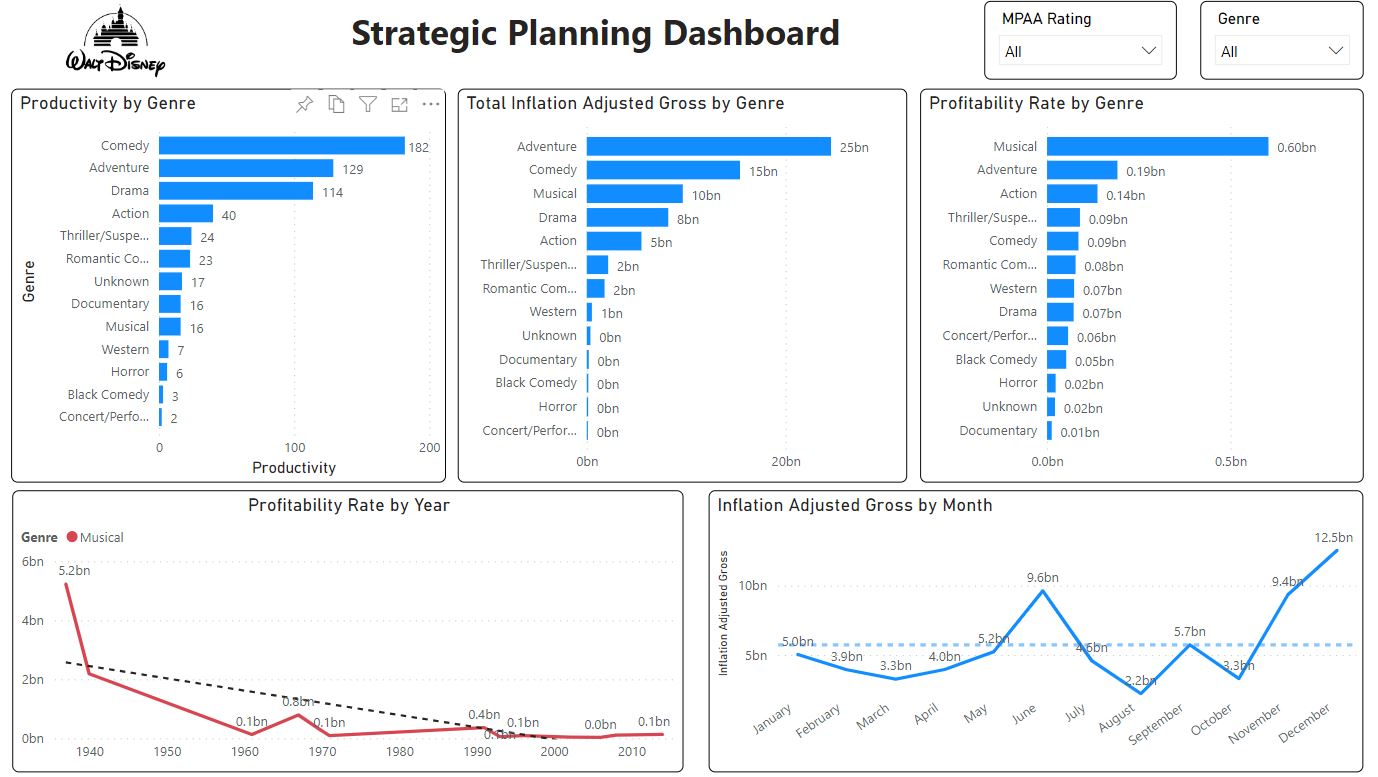 WALT DISNEY
Strategic Planning Dashboard
MPAA Rating
All
Genre
All
Productivity by Genre
Genre
Comedy 182
Adventure 129
Drama 114
Action 40
Thriller/Suspe... 24
Romantic Co... 23
Unknown 17
Documentary 16
Musical 16
Western 7
Horror 6
Black Comedy 3
Concert/Perfo... 2
0 100 200
Productivity
Total Inflation Adjusted Gross by Genre
Adventure 25bn
Comedy 15bn
Musical 10bn
Drama 8bn
Action 5bn
Thriller/Suspen... 2bn
Romantic Com... 2bn
Western 1bn
Unknown 0bn
Documentary 0bn
Black Comedy 0bn
Horror 0bn
Concert/Perfor... 0bn
0bn 20bn
Profitability Rate by Genre
Musical 0.60bn
Adventure 0.19bn
Action 0.14bn
Thriller/Suspe... 0.09bn
Comedy 0.09bn
Romantic Com... 0.08bn
Western 0.07bn
Drama 0.07bn
Concert/Perfor... 0.06bn
Black Comedy 0.05bn
Horror 0.02bn
Unknown 0.02bn
Documentary 0.01bn
0.0bn 0.5bn
Profitability Rate by Year
Genre Musical
6bn
4bn
2bn
0bn
5.2bn 0.1bn 0.8bn 0.1bn 0.4bn 0.1bn 0.1bn 0.0bn 0.1bn
1940 1950 1960 1970 1980 1990 2000 2010
Inflation Adjusted Gross by Month
Inflation Adjusted Gross
10bn
5bn
5.0bn 3.9bn 3.3bn 4.0bn 5.2bn 9.6bn 4.6bn 2.2bn 5.7bn 3.3bn 9.4bn 12.5bn
January February March April May June July August September October November December